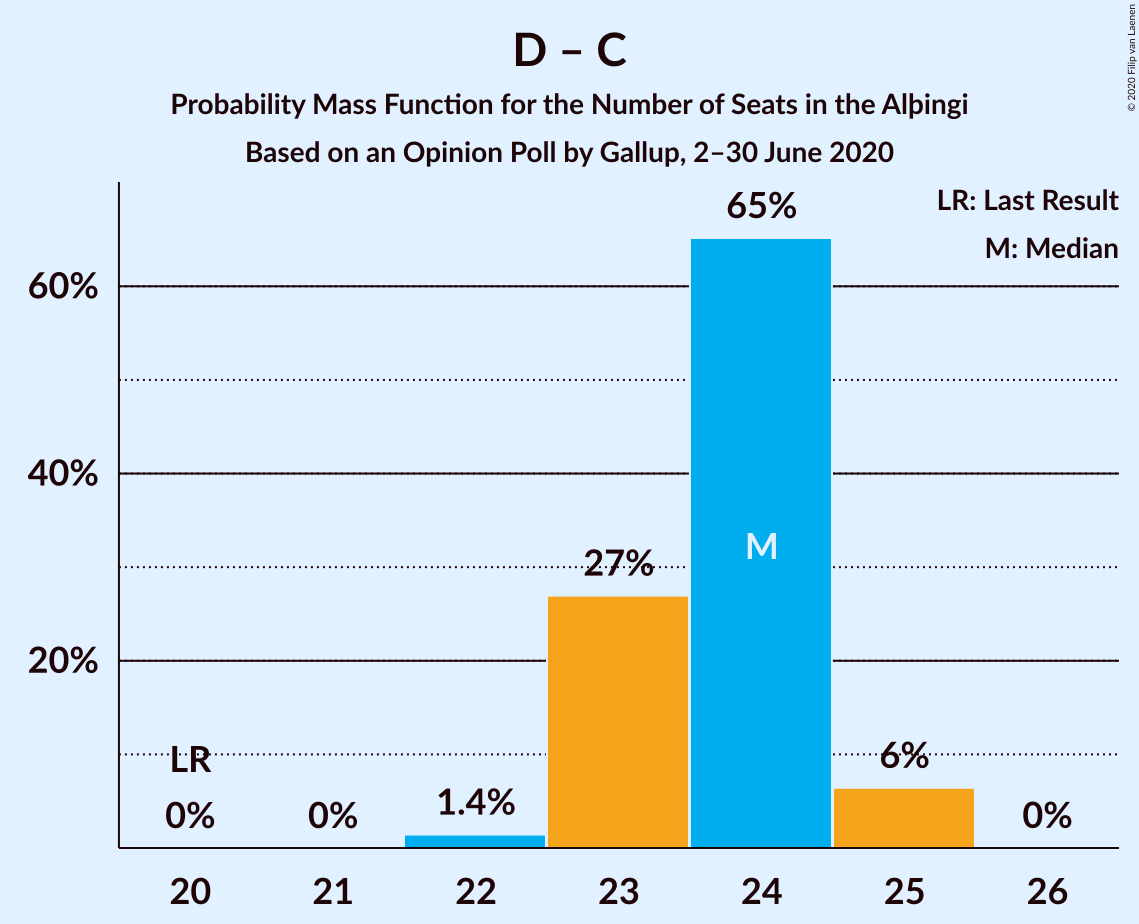 D – C
Probability Mass Function for the Number of Seats in the Alþingi
Based on an Opinion Poll by Gallup, 2–30 June 2020
© 2020 Filip van Laenen
LR: Last Result
M: Median
60%
40%
20%
LR
0%
0%
1.4%
27%
65%
M
6%
0%
20
21
22
23
24
25
26